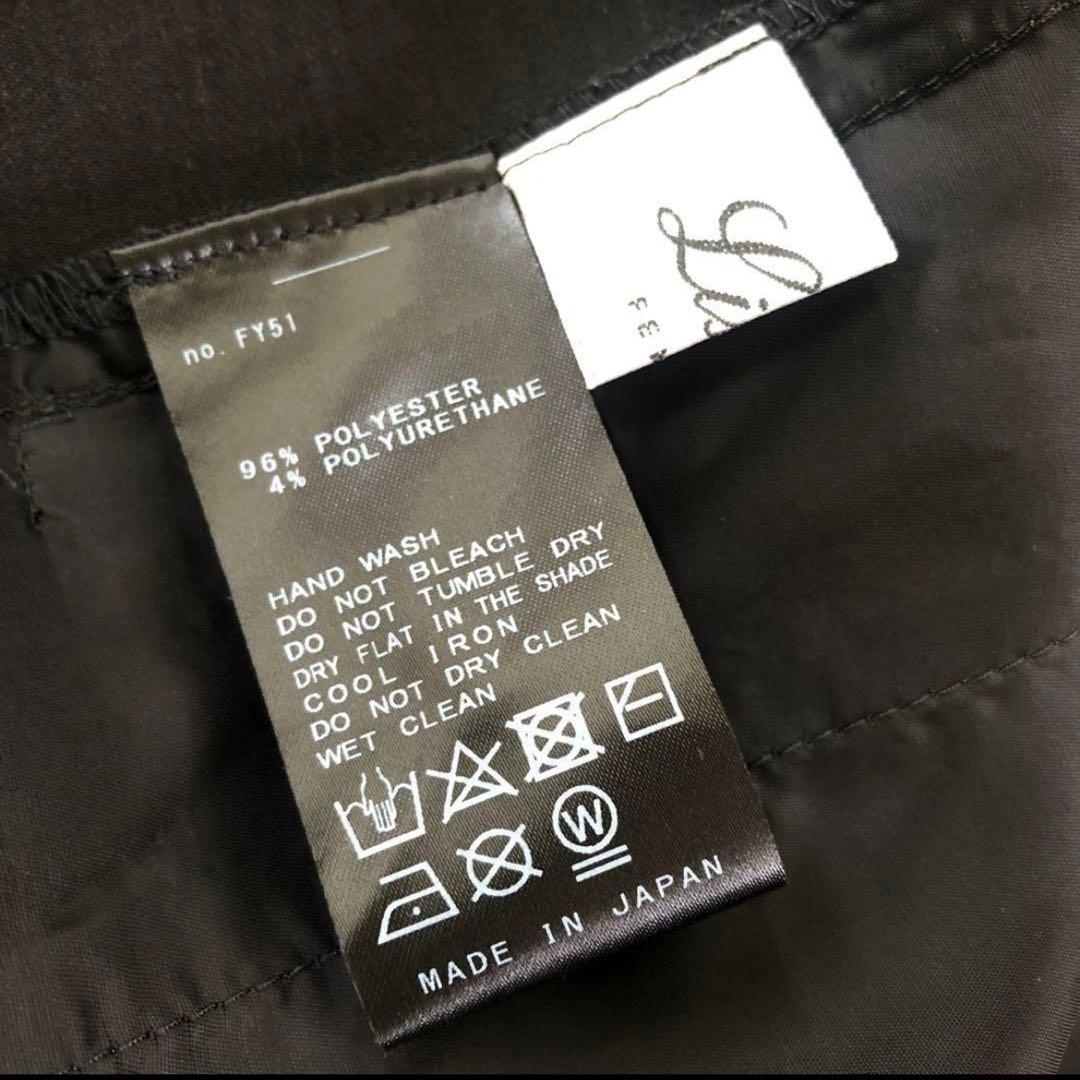 no. FY51
96% POLYESTER
4% POLYURETHANE
HAND WASH
DO NOT BLEACH
DO NOT TUMBLE DRY
DRY FLAT IN THE SHADE
COOL IRON
DO NOT DRY CLEAN
WET CLEAN
W
MADE IN JAPAN